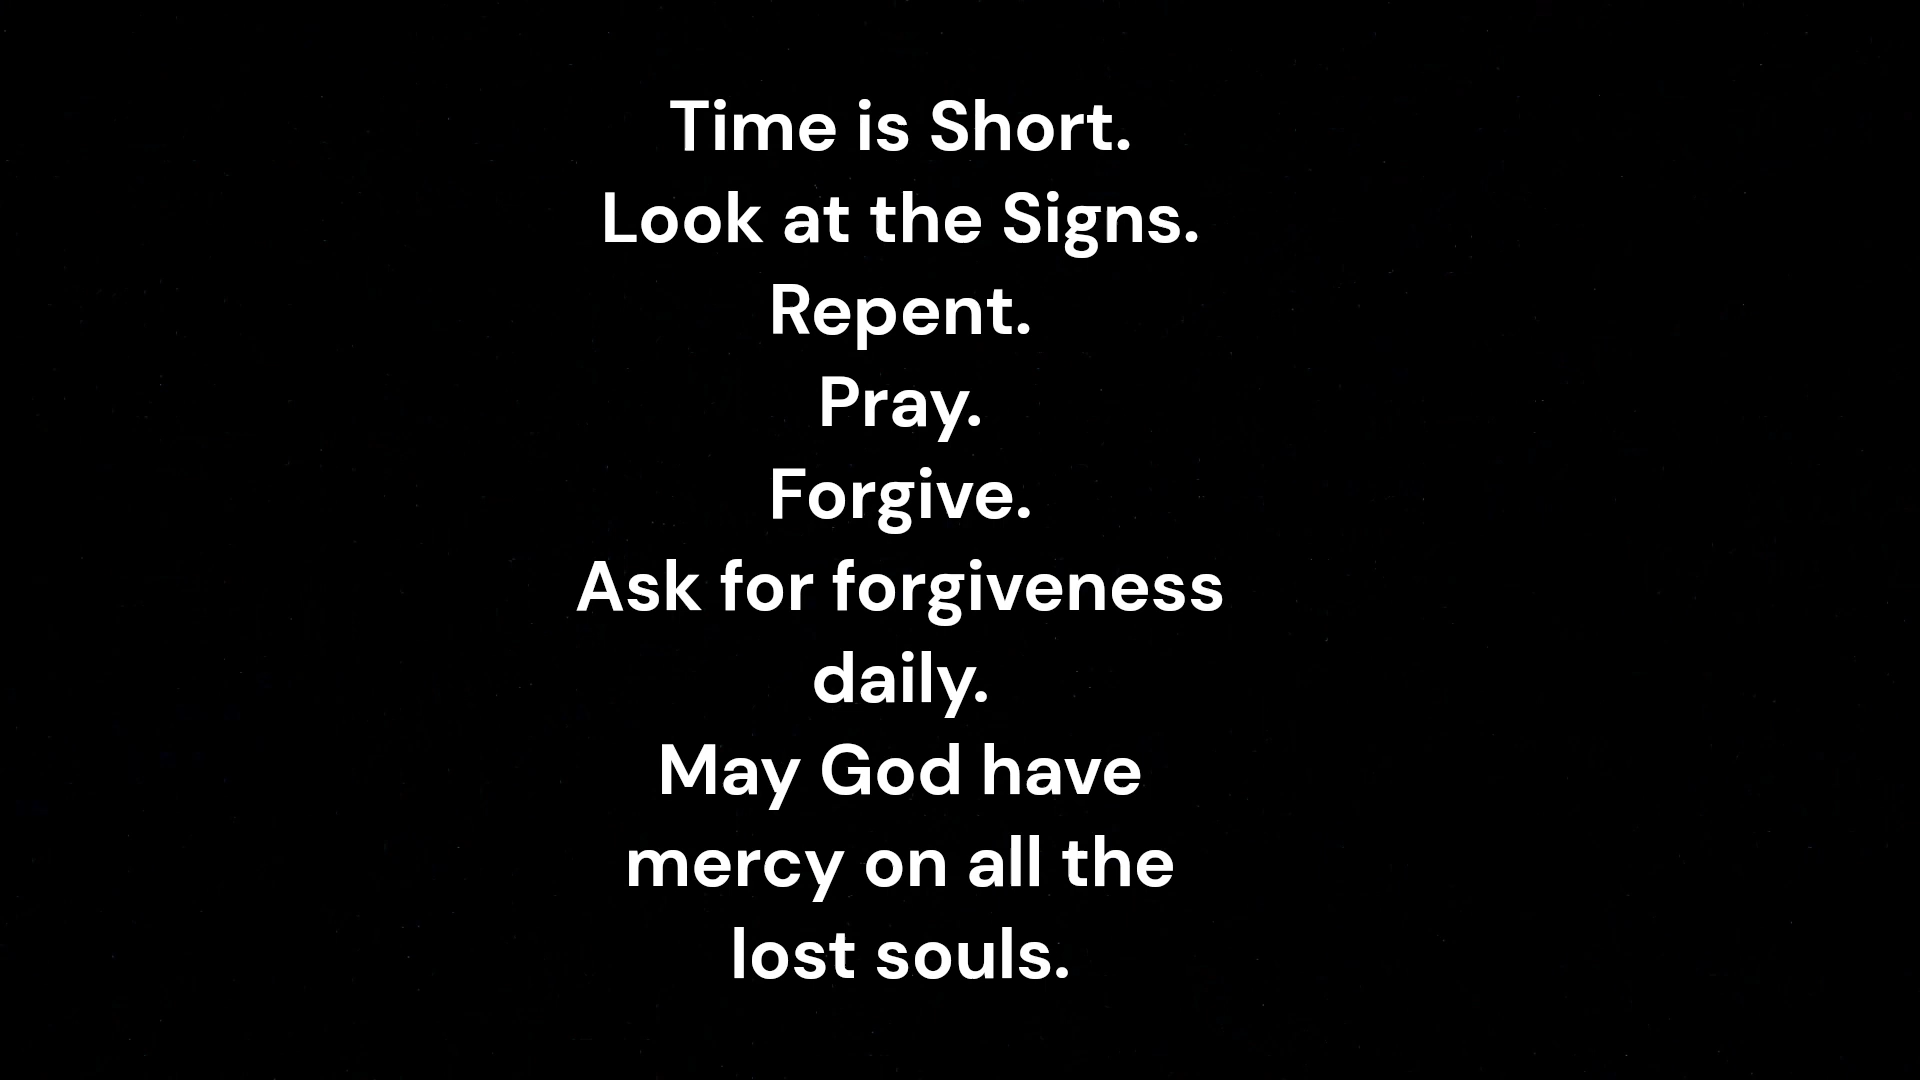 Time is Short.
Look at the Signs.
Repent.
Pray.
Forgive.
Ask for forgiveness
daily.
May God have
mercy on all the
lost souls.